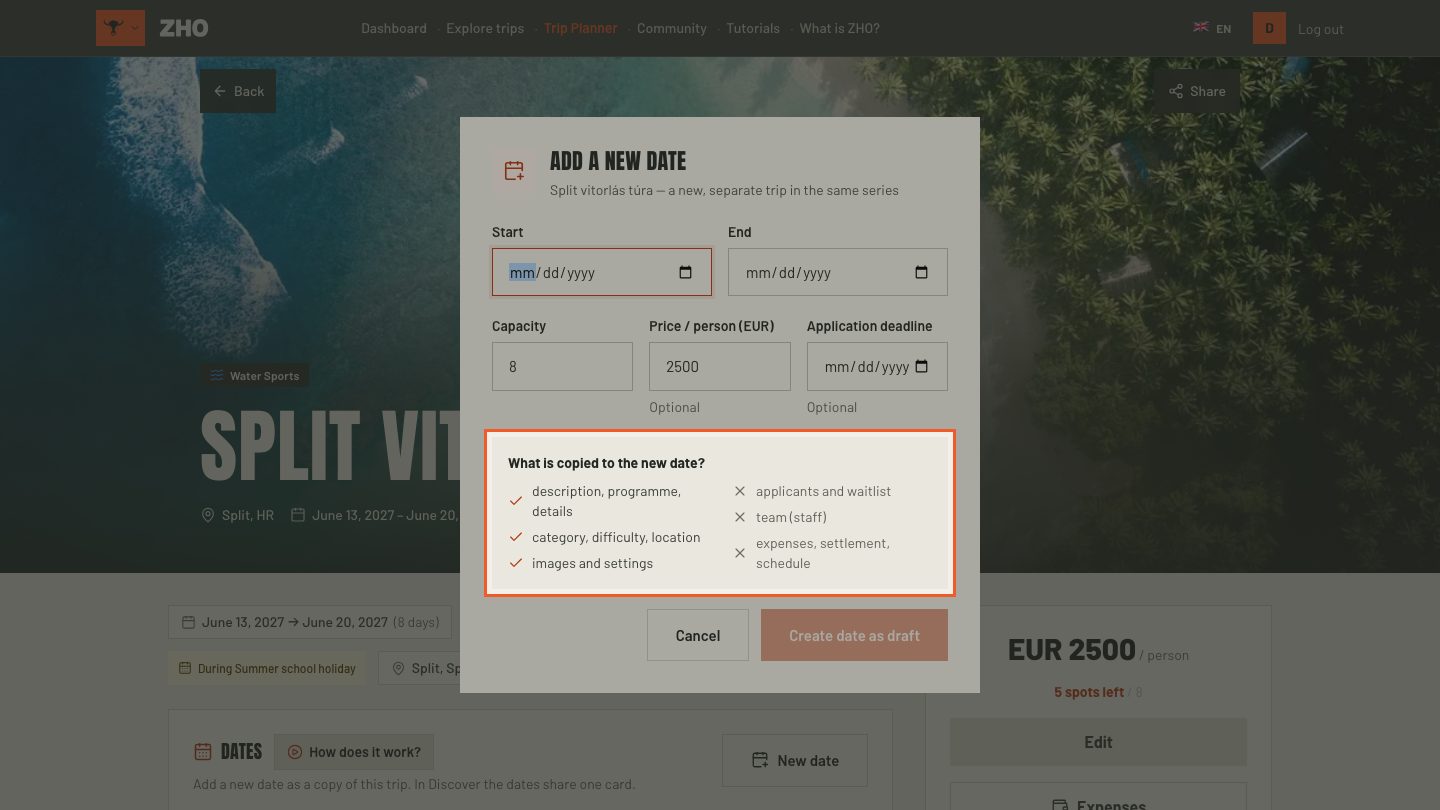 ZHO
Dashboard · Explore trips · Trip Planner · Community · Tutorials · What is ZHO?
EN
D
Log out
Back
Share
ADD A NEW DATE
Split vitorlás túra — a new, separate trip in the same series
Start
End
mm/dd/yyyy
mm/dd/yyyy
Capacity
Price / person (EUR)
Application deadline
8
2500
mm/dd/yyyy
Optional
Optional
Water Sports
SPLIT VIT
Split, HR
June 13, 2027 – June 20,
What is copied to the new date?
description, programme,
details
category, difficulty, location
images and settings
applicants and waitlist
team (staff)
expenses, settlement,
schedule
Cancel
Create date as draft
June 13, 2027 → June 20, 2027 (8 days)
During Summer school holiday
Split, Sp
EUR 2500 / person
5 spots left / 8
Edit
Expenses
DATES
How does it work?
New date
Add a new date as a copy of this trip. In Discover the dates share one card.